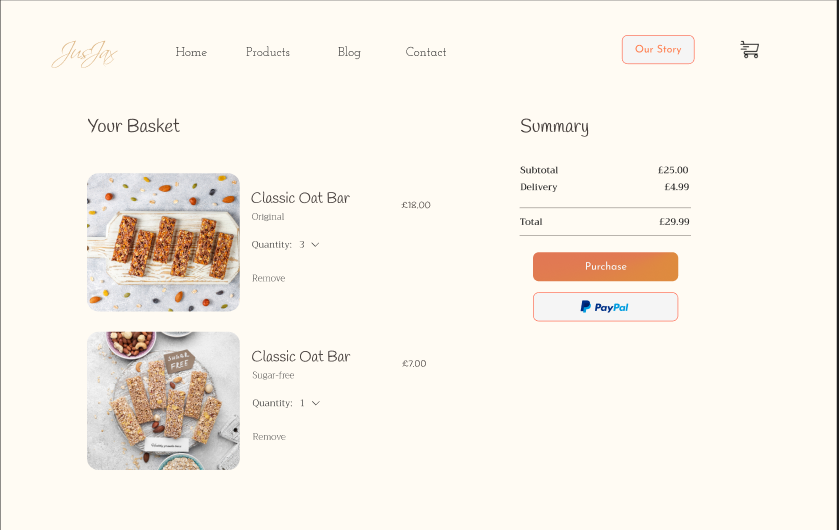 JusJax
Home Products Blog Contact Our Story
Your Basket
Classic Oat Bar
Original
£18.00
Quantity: 3
Remove
SUGAR
FREE
Classic Oat Bar
Sugar-free
£7.00
Quantity: 1
Remove
Summary
Subtotal £25.00
Delivery £4.99
Total £29.99
Purchase
PayPal